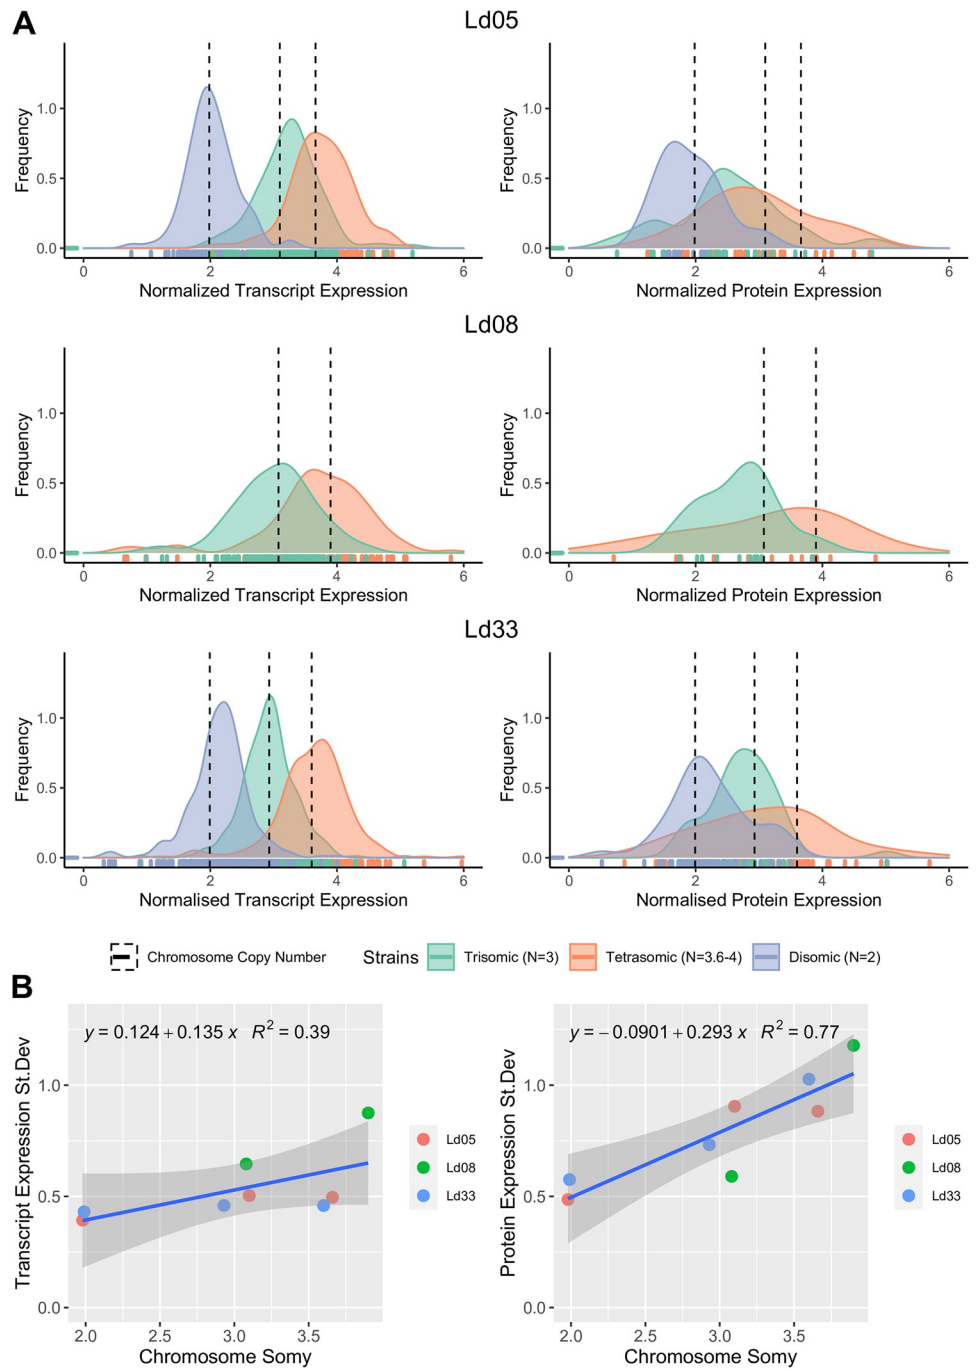 A
Ld05
Frequency
1.0
0.5
0.0
0 2 4 6
Normalized Transcript Expression
Frequency
1.0
0.5
0.0
0 2 4 6
Normalized Protein Expression
Ld08
Frequency
1.0
0.5
0.0
0 2 4 6
Normalized Transcript Expression
Frequency
1.0
0.5
0.0
0 2 4 6
Normalized Protein Expression
Ld33
Frequency
1.0
0.5
0.0
0 2 4 6
Normalised Transcript Expression
Frequency
1.0
0.5
0.0
0 2 4 6
Normalised Protein Expression
Chromosome Copy Number Strains Trisomic (N=3) Tetrasomic (N=3.6-4) Disomic (N=2)
B
y = 0.124 + 0.135 x R² = 0.39
Transcript Expression St.Dev
1.0
0.5
0.0
2.0 2.5 3.0 3.5
Chromosome Somy
Ld05
Ld08
Ld33
y = − 0.0901 + 0.293 x R² = 0.77
Protein Expression St.Dev
1.0
0.5
0.0
2.0 2.5 3.0 3.5
Chromosome Somy
Ld05
Ld08
Ld33